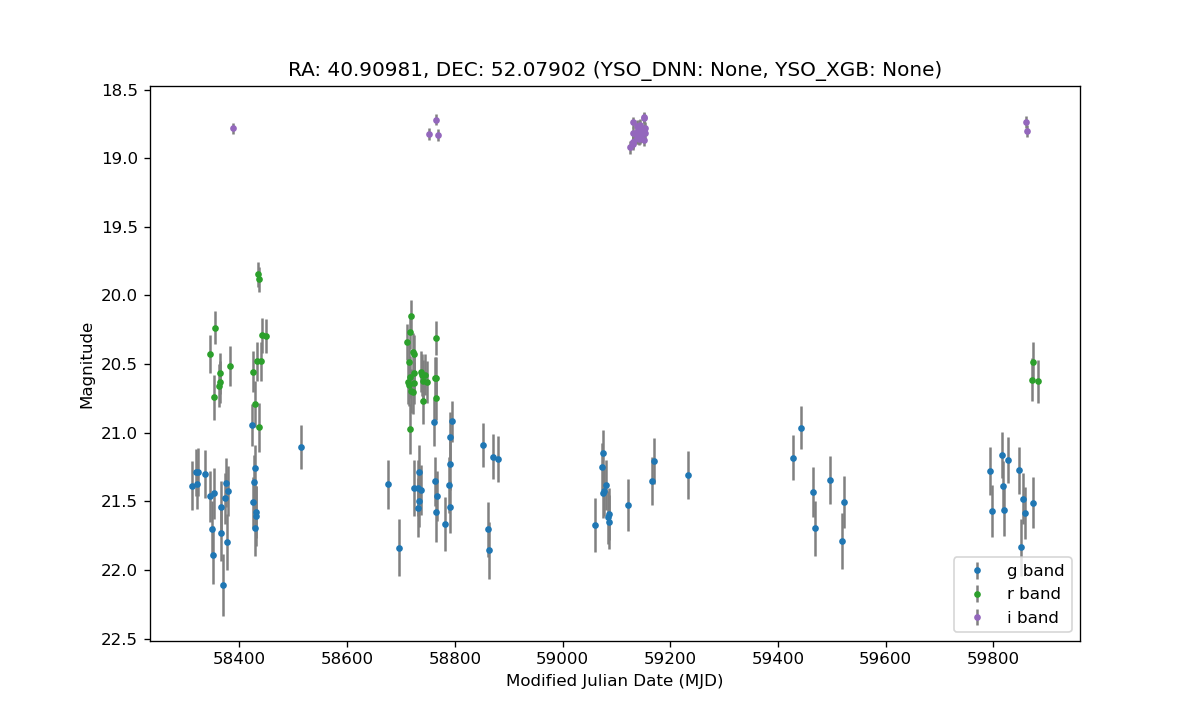 RA: 40.90981, DEC: 52.07902 (YSO_DNN: None, YSO_XGB: None)
18.5
19.0
19.5
20.0
20.5
21.0
21.5
22.0
22.5
Magnitude
g band
r band
i band
58400 58600 58800 59000 59200 59400 59600 59800
Modified Julian Date (MJD)